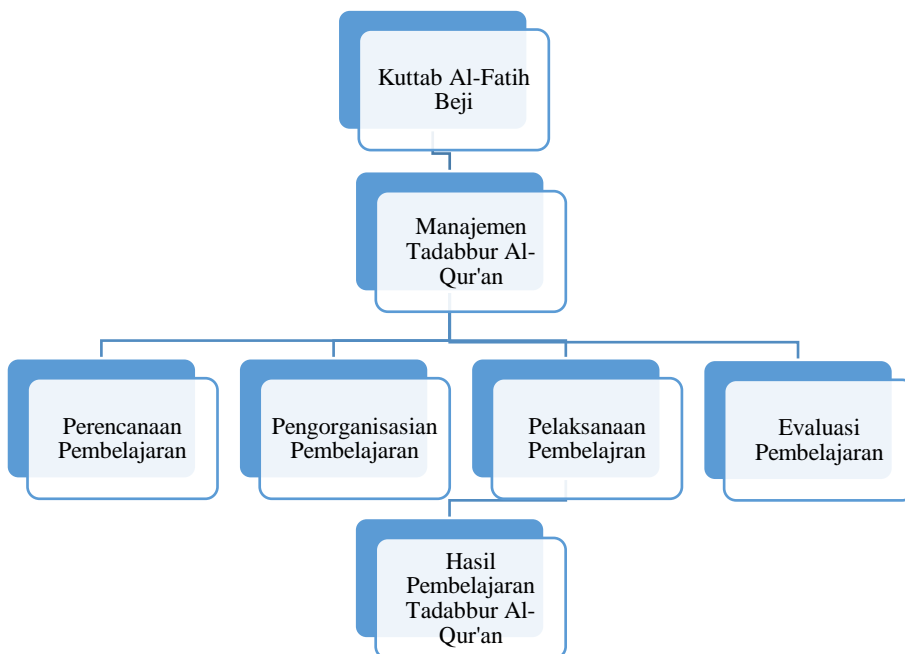 Kuttab Al-Fatih
Beji
Manajemen
Tadabbur Al-
Qur'an
Perencanaan
Pembelajaran
Pengorganisasian
Pembelajaran
Pelaksanaan
Pembelajran
Evaluasi
Pembelajaran
Hasil
Pembelajaran
Tadabbur Al-
Qur'an